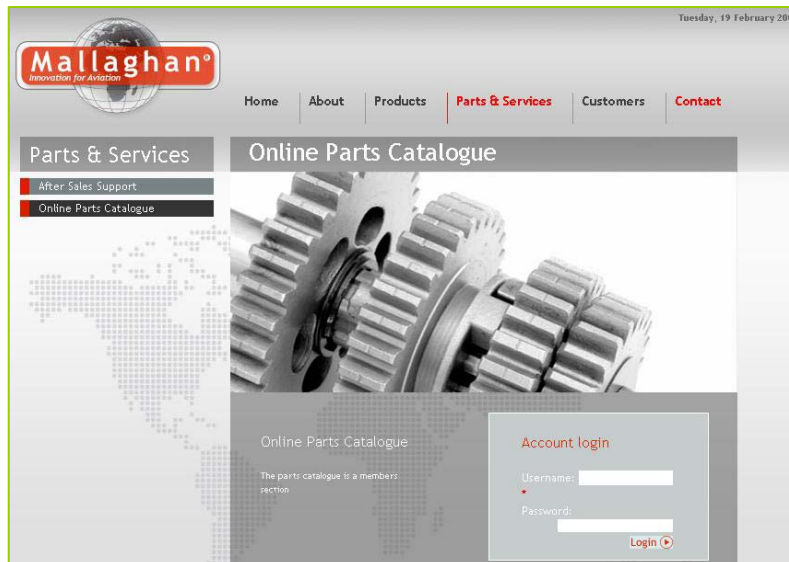 Tuesday, 19 February
Mallaghan®
Innovation for Aviation
Home About Products Parts & Services Customers Contact
Parts & Services
After Sales Support
Online Parts Catalogue
Online Parts Catalogue
Online Parts Catalogue
The parts catalogue is a members
section
Account login
Username:
*
Password:
Login